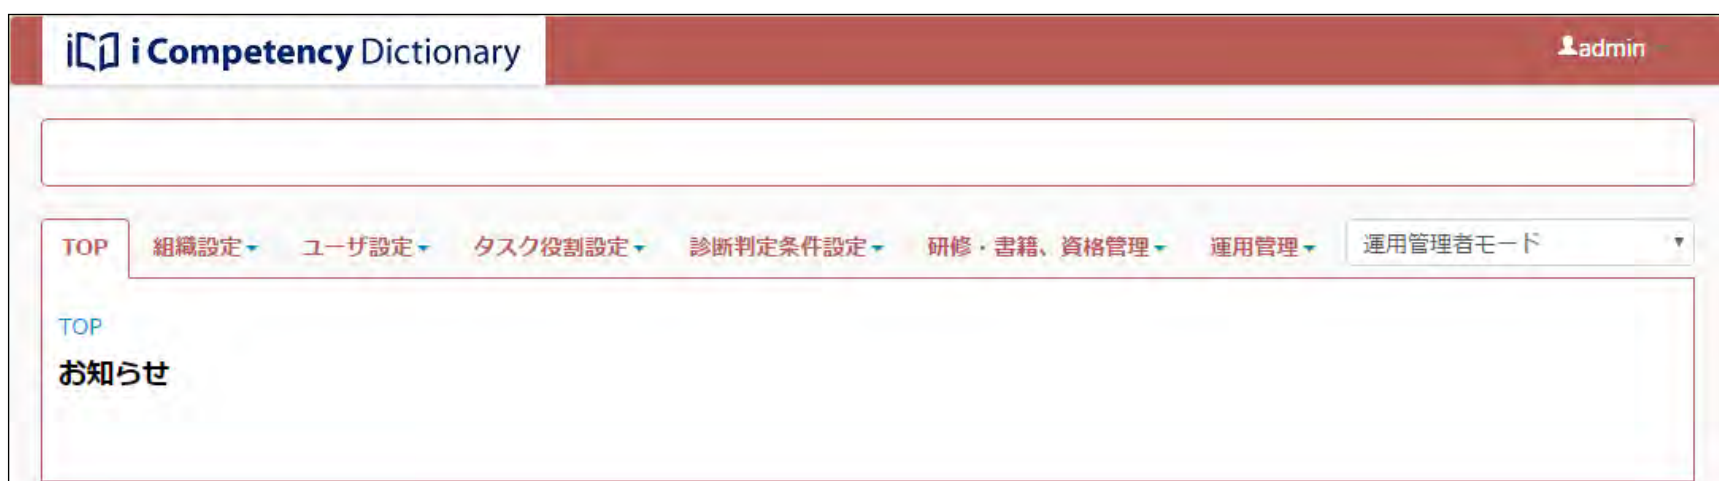 i Competency Dictionary
admin
TOP 組織設定 ユーザ設定 タスク役割設定 診断判定条件設定 研修・書籍、資格管理 運用管理 運用管理者モード
TOP
お知らせ